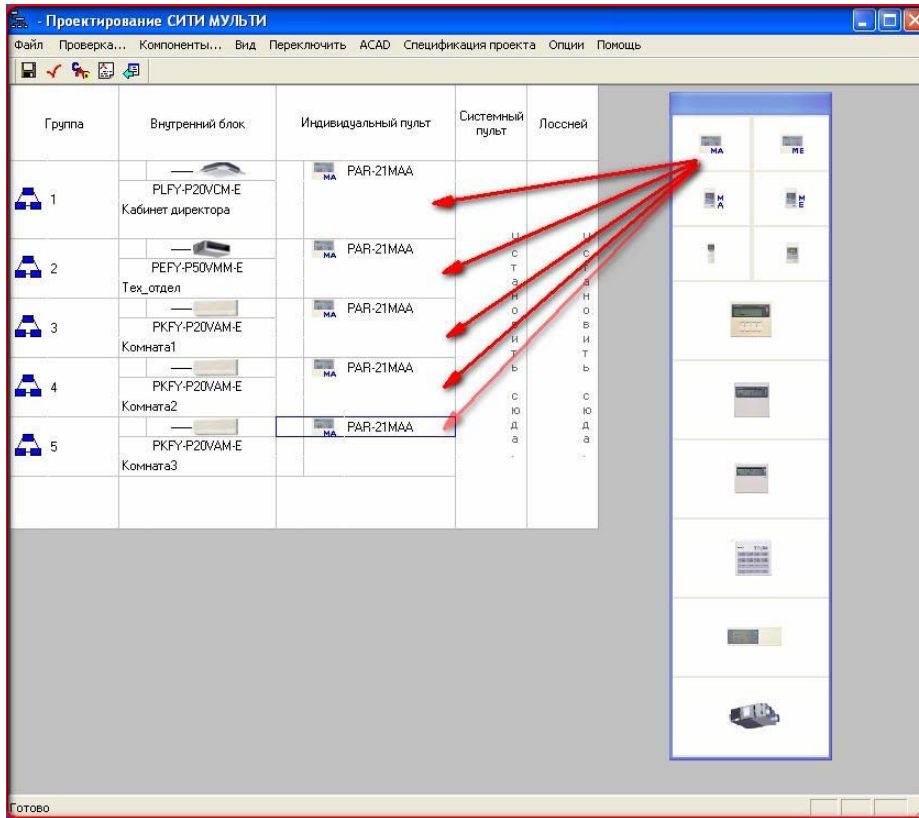 - Проектирование СИТИ МУЛЬТИ
Файл Проверка... Компоненты... Вид Переключить ACAD Спецификация проекта Опции Помощь
Группа Внутренний блок Индивидуальный пульт Системный пульт Лоссней
MA ME
MA ME
1 PLFY-P20VCM-E MA PAR-21MAA
Кабинет директора
2 PEFY-P50VMM-E MA PAR-21MAA
Тех_отдел
3 PKFY-P20VAM-E MA PAR-21MAA
Комната1
4 PKFY-P20VAM-E MA PAR-21MAA
Комната2
5 PKFY-P20VAM-E MA PAR-21MAA
Комната3
Установить сюда.
Установить сюда.
Готово